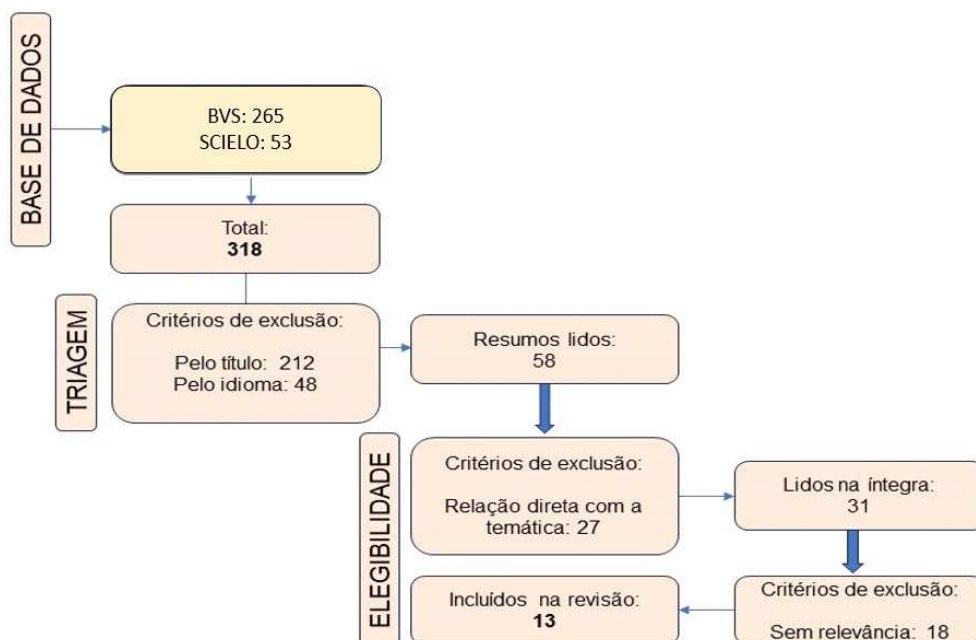 BASE DE DADOS
BVS: 265
SCIELO: 53
Total:
318
TRIAGEM
Critérios de exclusão:
Pelo título: 212
Pelo idioma: 48
Resumos lidos:
58
ELEGIBILIDADE
Critérios de exclusão:
Relação direta com a
temática: 27
Lidos na íntegra:
31
Critérios de exclusão:
Sem relevância: 18
Incluídos na revisão:
13